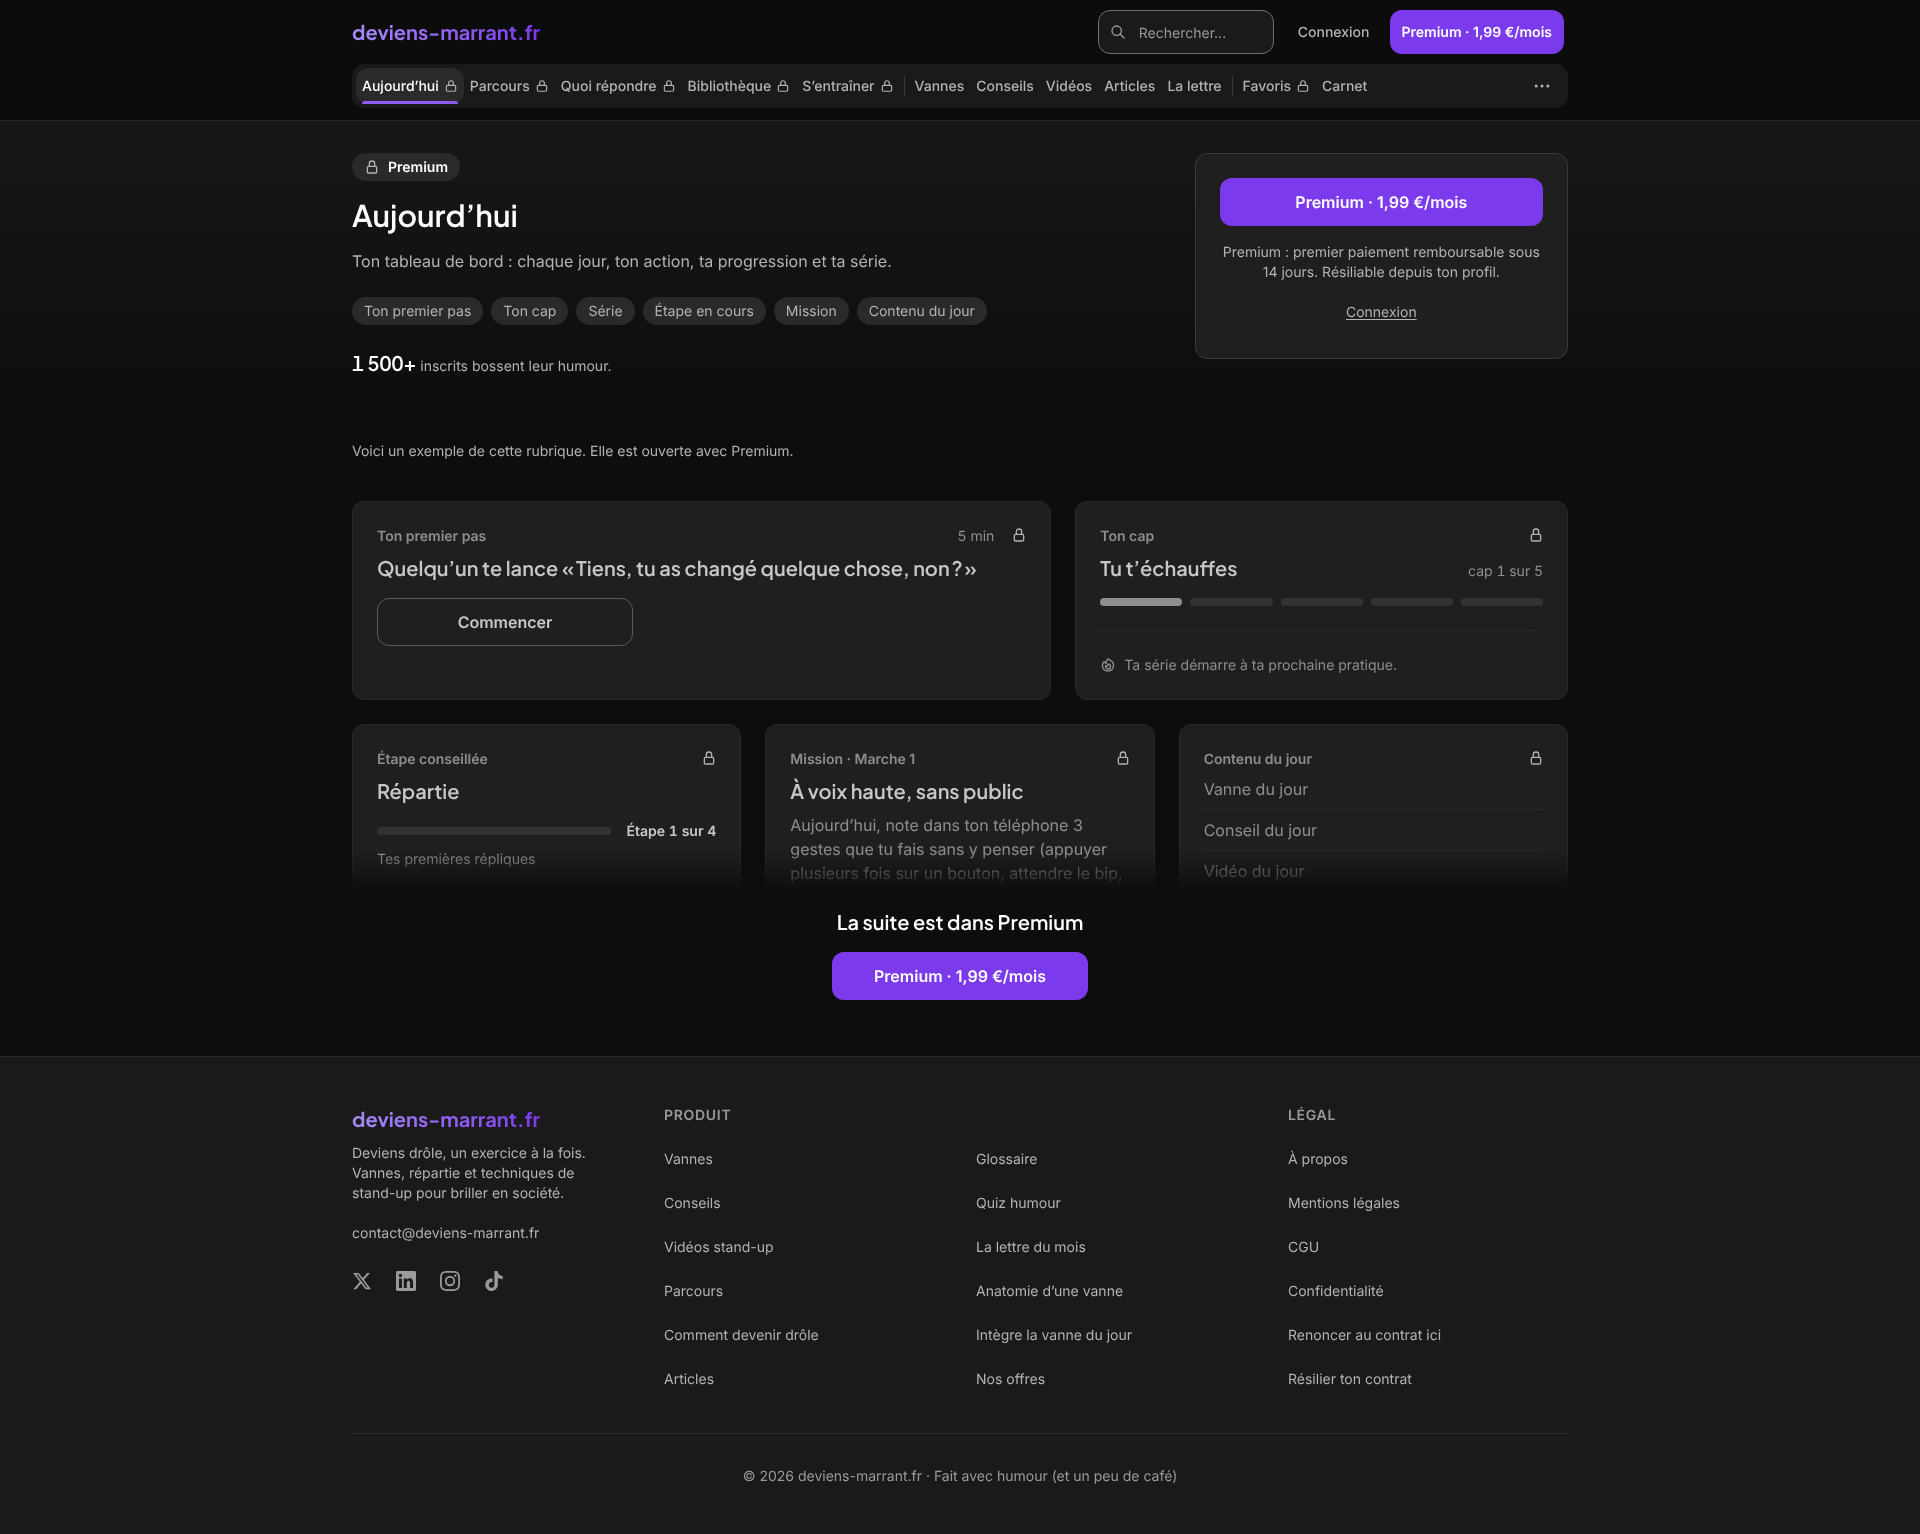 deviens-marrant.fr
Rechercher...
Connexion
Premium · 1,99 €/mois
Aujourd’hui
Parcours
Quoi répondre
Bibliothèque
S’entraîner
Vannes
Conseils
Vidéos
Articles
La lettre
Favoris
Carnet
Premium
Aujourd’hui
Ton tableau de bord : chaque jour, ton action, ta progression et ta série.
Ton premier pas
Ton cap
Série
Étape en cours
Mission
Contenu du jour
1 500+ inscrits bossent leur humour.
Premium · 1,99 €/mois
Premium : premier paiement remboursable sous
14 jours. Résiliable depuis ton profil.
Connexion
Voici un exemple de cette rubrique. Elle est ouverte avec Premium.
Ton premier pas
5 min
Quelqu’un te lance « Tiens, tu as changé quelque chose, non ? »
Commencer
Ton cap
Tu t’échauffes
cap 1 sur 5
Ta série démarre à ta prochaine pratique.
Étape conseillée
Répartie
Étape 1 sur 4
Tes premières répliques
Mission · Marche 1
À voix haute, sans public
Aujourd’hui, note dans ton téléphone 3
gestes que tu fais sans y penser (appuyer
plusieurs fois sur un bouton, attendre le bip,
Contenu du jour
Vanne du jour
Conseil du jour
Vidéo du jour
La suite est dans Premium
Premium · 1,99 €/mois
deviens-marrant.fr
Deviens drôle, un exercice à la fois.
Vannes, répartie et techniques de
stand-up pour briller en société.
contact@deviens-marrant.fr
PRODUIT
Vannes
Conseils
Vidéos stand-up
Parcours
Comment devenir drôle
Articles
Glossaire
Quiz humour
La lettre du mois
Anatomie d’une vanne
Intègre la vanne du jour
Nos offres
LÉGAL
À propos
Mentions légales
CGU
Confidentialité
Renoncer au contrat ici
Résilier ton contrat
© 2026 deviens-marrant.fr · Fait avec humour (et un peu de café)